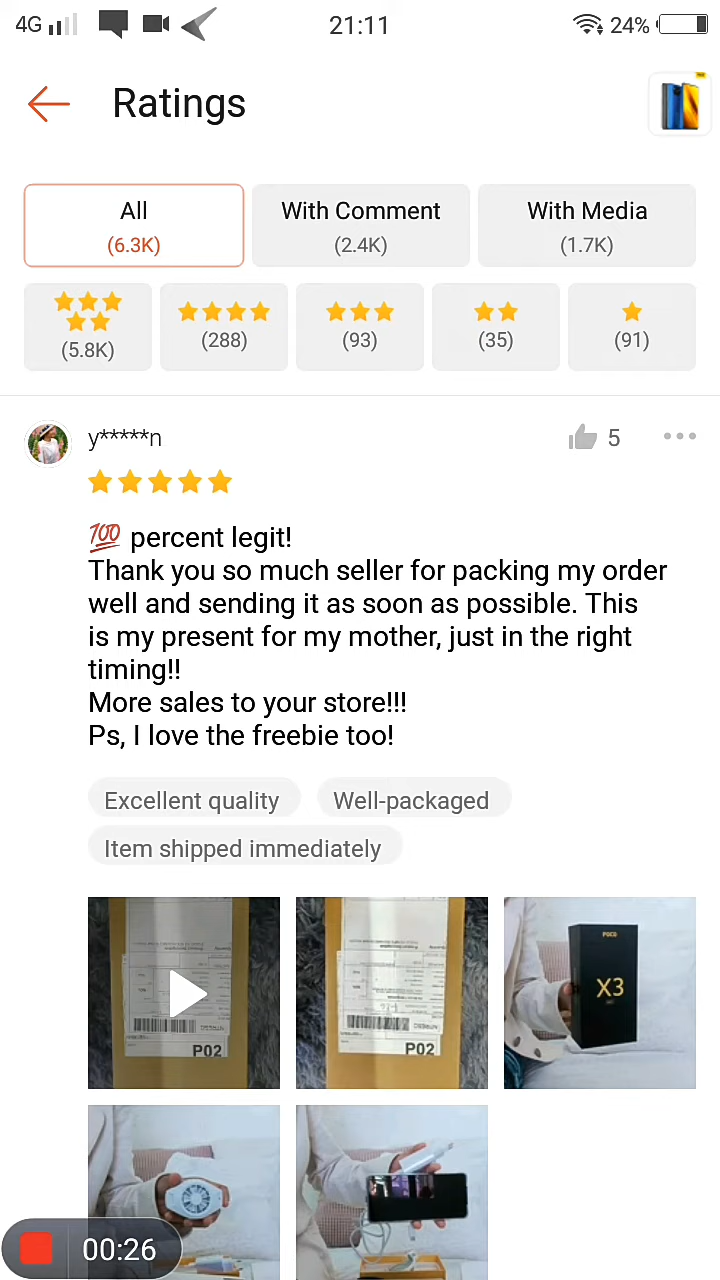 4G 21:11 24%
Ratings
All
(6.3K)
With Comment
(2.4K)
With Media
(1.7K)
(5.8K)
(288)
(93)
(35)
(91)
y*****n 5
💯 percent legit!
Thank you so much seller for packing my order
well and sending it as soon as possible. This
is my present for my mother, just in the right
timing!!
More sales to your store!!!
Ps, I love the freebie too!
Excellent quality Well-packaged
Item shipped immediately
P02
P02
POCO
X3
00:26